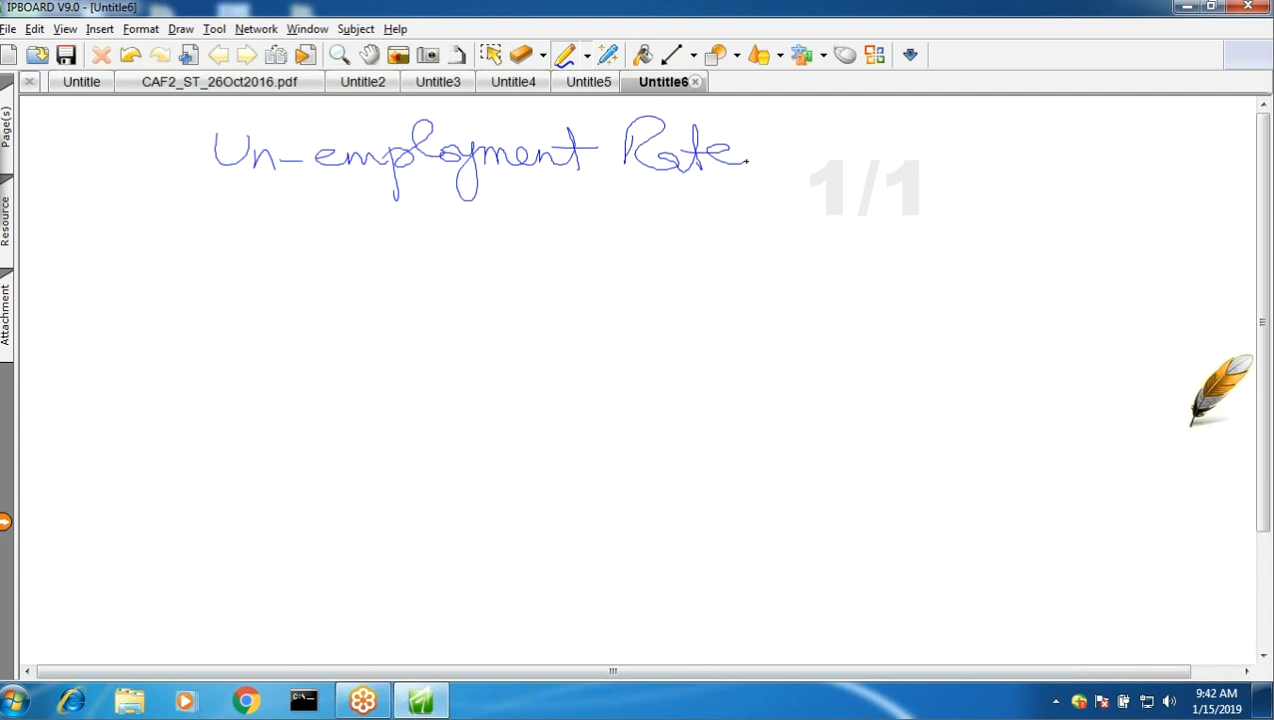 IPBOARD V9.0 - [Untitle6]
File Edit View Insert Format Draw Tool Network Window Subject Help
Untitle CAF2_ST_26Oct2016.pdf Untitle2 Untitle3 Untitle4 Untitle5 Untitle6
Page(s)
Resource
Attachment
Un-employment Rate
1/1
9:42 AM
1/15/2019